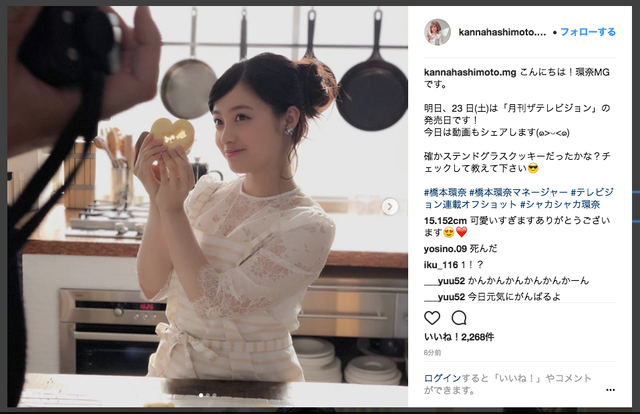 kannahashimoto.... • フォローする
kannahashimoto.mg こんにちは！環奈MG
です。
明日、23日(土)は「月刊ザテレビジョン」の
発売日です！
今日は動画もシェアします(๑>◡<๑)
確かステンドグラスクッキーだったかな？チ
ェックして教えて下さい😎
#橋本環奈 #橋本環奈マネージャー #テレビジ
ョン連載オフショット #シャカシャカ環奈
15.152cm 可愛いすぎますありがとうござい
ます😍❤️
yosino.09 死んだ
iku_116 1！？
___yuu52 かんかんかんかんかんかーん
___yuu52 今日元気にがんばるよ
いいね！2,268件
6分前
ログインすると「いいね！」やコメント
ができます。